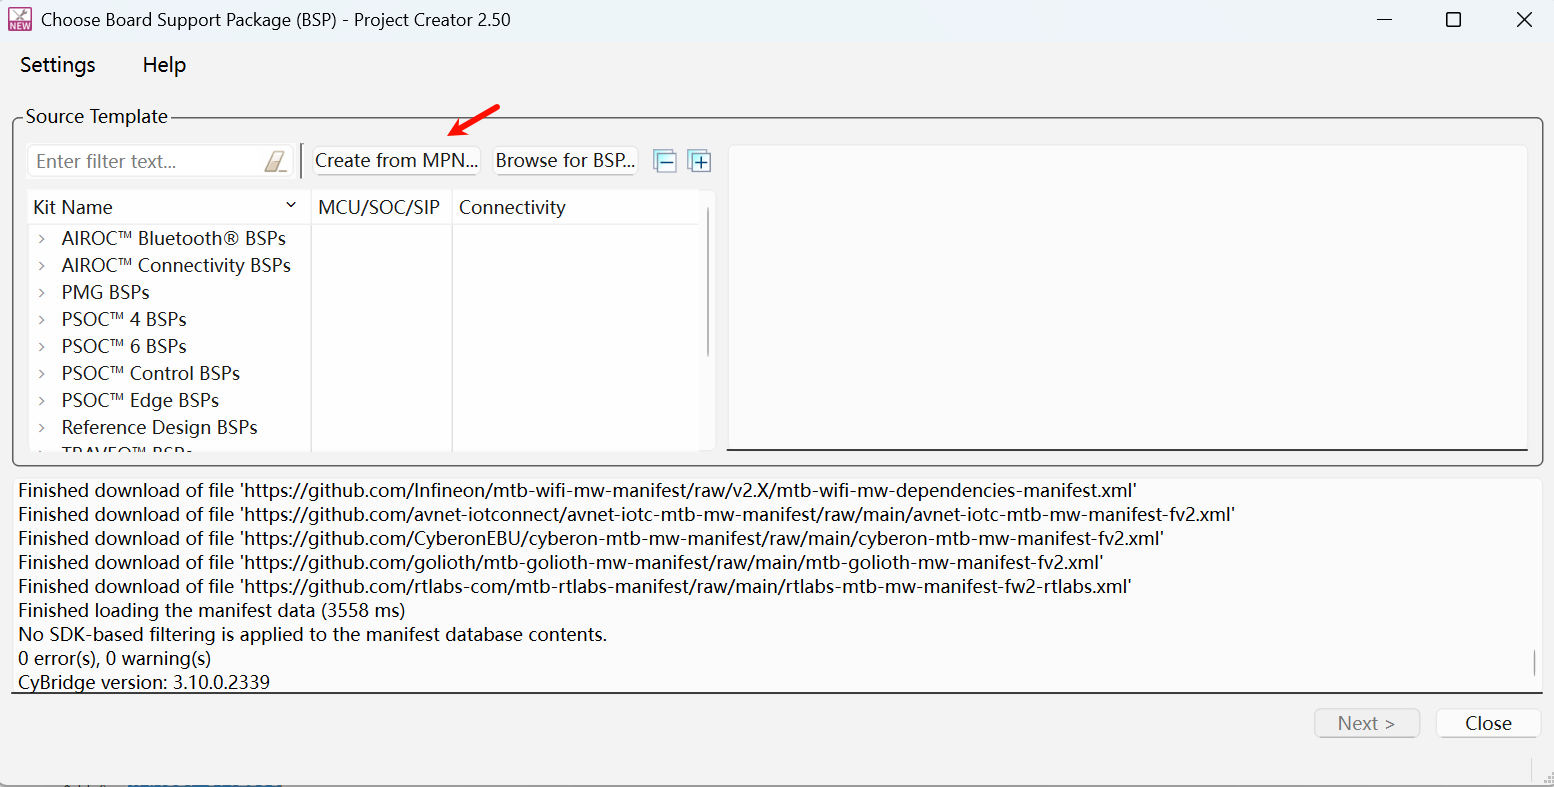 NEW Choose Board Support Package (BSP) - Project Creator 2.50
Settings Help
Source Template
Enter filter text... Create from MPN... Browse for BSP...
Kit Name MCU/SOC/SIP Connectivity
AIROC™ Bluetooth® BSPs
AIROC™ Connectivity BSPs
PMG BSPs
PSOC™ 4 BSPs
PSOC™ 6 BSPs
PSOC™ Control BSPs
PSOC™ Edge BSPs
Reference Design BSPs
TRAVEO™ BSPs
Finished download of file 'https://github.com/Infineon/mtb-wifi-mw-manifest/raw/v2.X/mtb-wifi-mw-dependencies-manifest.xml'
Finished download of file 'https://github.com/avnet-iotconnect/avnet-iotc-mtb-mw-manifest/raw/main/avnet-iotc-mtb-mw-manifest-fv2.xml'
Finished download of file 'https://github.com/CyberonEBU/cyberon-mtb-mw-manifest/raw/main/cyberon-mtb-mw-manifest-fv2.xml'
Finished download of file 'https://github.com/golioth/mtb-golioth-mw-manifest/raw/main/mtb-golioth-mw-manifest-fv2.xml'
Finished download of file 'https://github.com/rtlabs-com/mtb-rtlabs-manifest/raw/main/rtlabs-mtb-mw-manifest-fw2-rtlabs.xml'
Finished loading the manifest data (3558 ms)
No SDK-based filtering is applied to the manifest database contents.
0 error(s), 0 warning(s)
CyBridge version: 3.10.0.2339
Next > Close